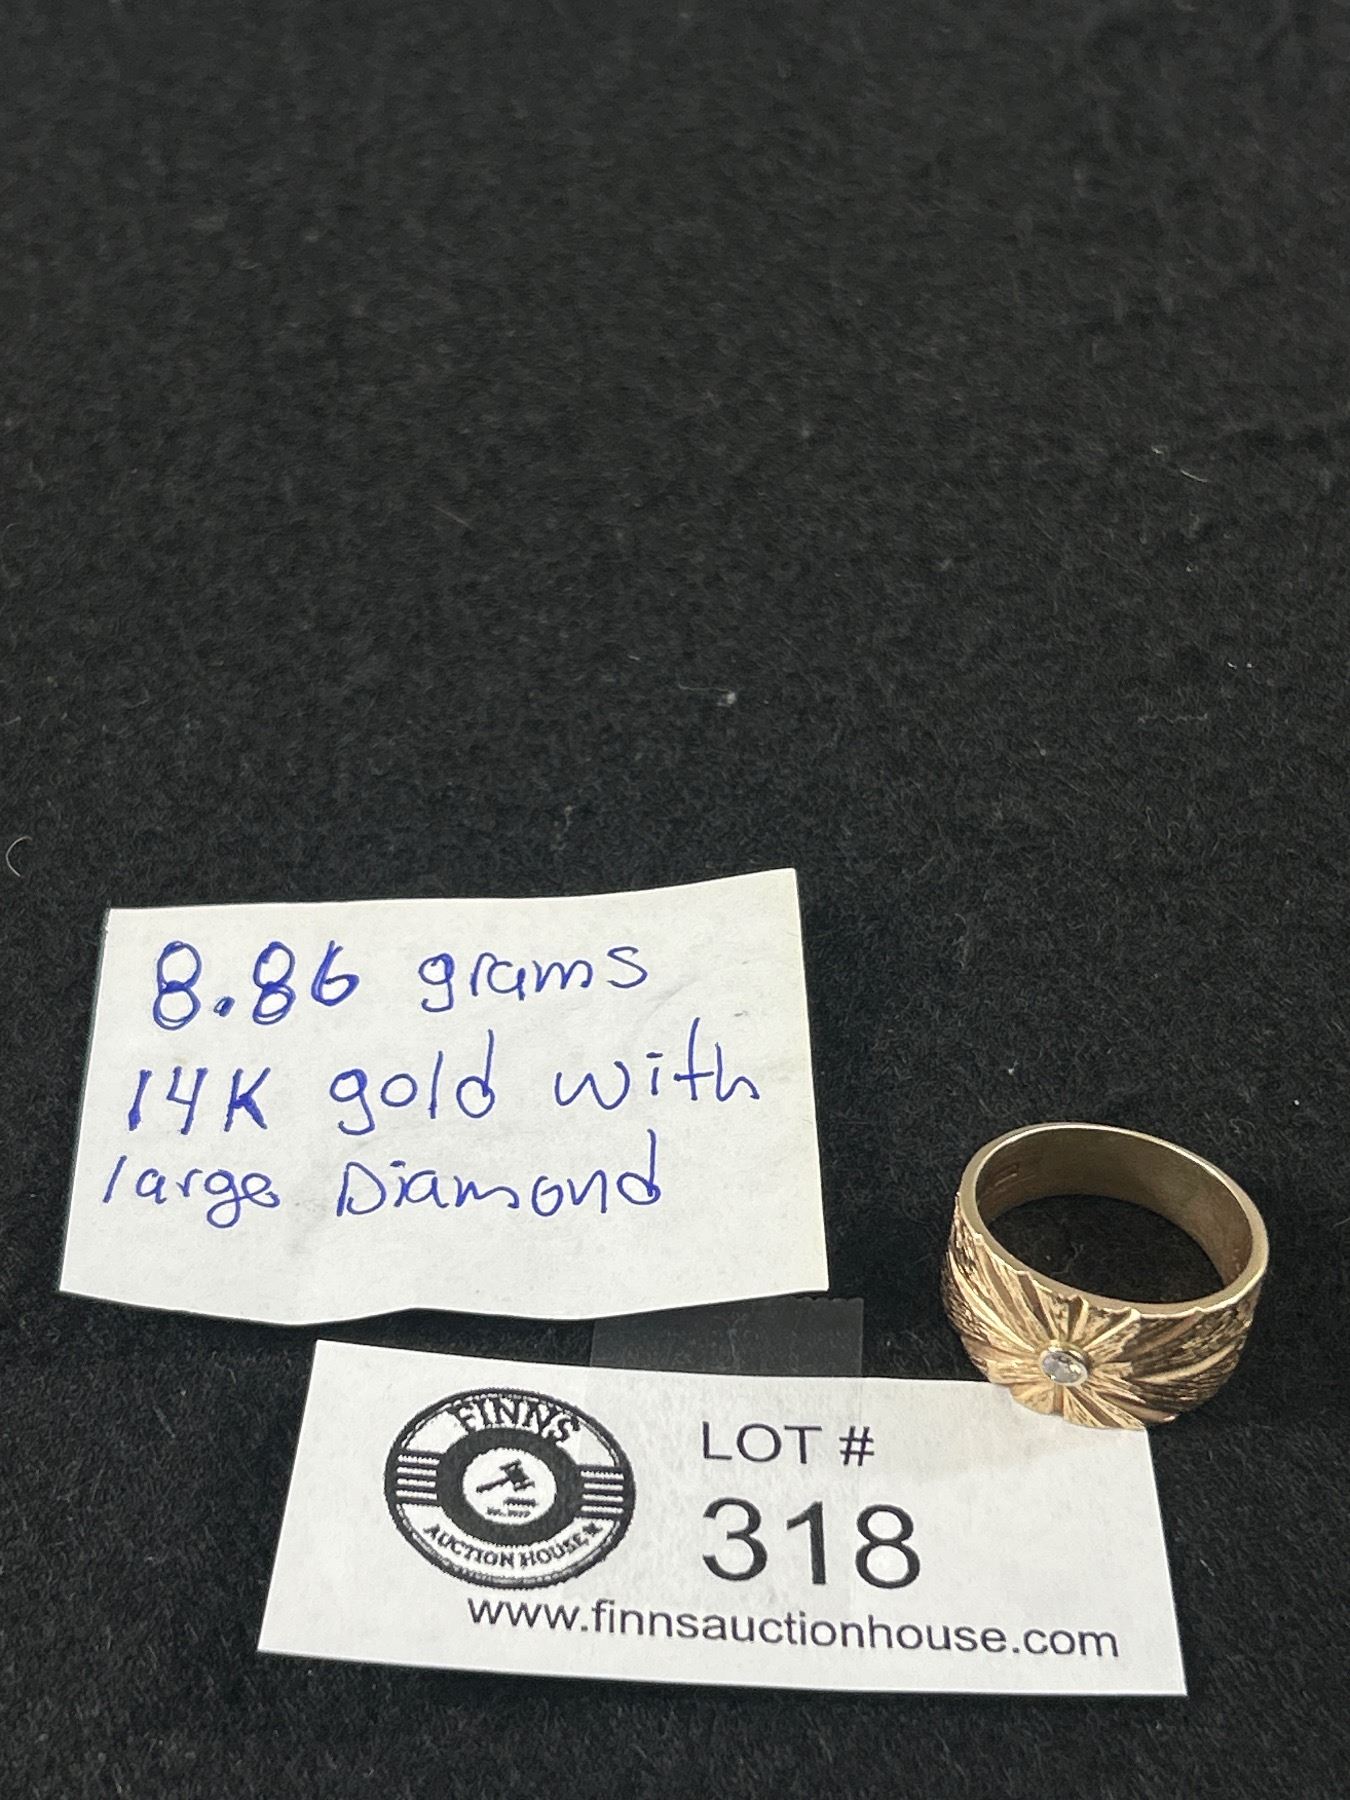 8.86 grams
14K gold with
large Diamond
FINNS
AUCTION HOUSE
LOT #
318
www.finnsauctionhouse.com